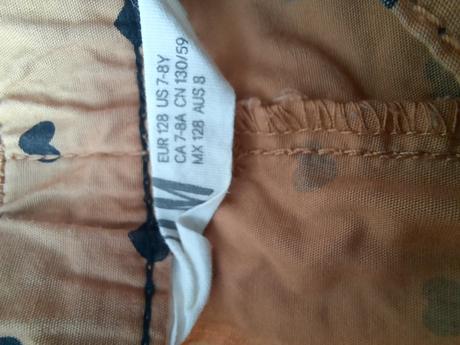 EUR 128 US 7-8Y
CA 7-8A CN 130/59
MX 128 AUS 8
M